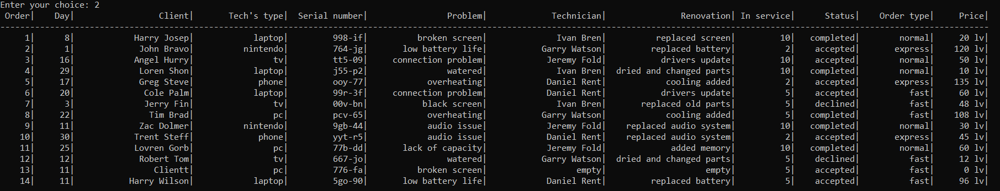 Enter your choice: 2
Order| Day| Client| Tech's type| Serial number| Problem| Technician| Renovation| In service| Status| Order type| Price|
1| 8| Harry Josep| laptop| 998-if| broken screen| Ivan Bren| replaced screen| 10| completed| normal| 20 lv|
2| 1| John Bravo| nintendo| 764-jg| low battery life| Garry Watson| replaced battery| 2| accepted| express| 120 lv|
3| 16| Angel Hurry| tv| tt5-09| connection problem| Jeremy Fold| drivers update| 10| accepted| normal| 50 lv|
4| 29| Loren Shon| laptop| j55-p2| watered| Ivan Bren| dried and changed parts| 10| completed| normal| 10 lv|
5| 17| Greg Steve| phone| ooy-77| overheating| Daniel Rent| cooling added| 2| accepted| express| 135 lv|
6| 20| Cole Palm| laptop| 99r-3f| connection problem| Daniel Rent| drivers update| 5| accepted| fast| 60 lv|
7| 3| Jerry Fin| tv| 00v-bn| black screen| Ivan Bren| replaced old parts| 5| declined| fast| 48 lv|
8| 22| Tim Brad| pc| pcv-65| overheating| Garry Watson| cooling added| 5| completed| fast| 108 lv|
9| 11| Zac Dolmer| nintendo| 9gb-44| audio issue| Jeremy Fold| replaced audio system| 10| completed| normal| 30 lv|
10| 30| Trent Steff| phone| yyt-r5| audio issue| Daniel Rent| replaced audio system| 2| accepted| express| 45 lv|
11| 25| Lovren Gorb| pc| 77b-dd| lack of capacity| Jeremy Fold| added memory| 10| completed| normal| 60 lv|
12| 12| Robert Tom| tv| 667-jo| watered| Garry Watson| dried and changed parts| 5| declined| fast| 12 lv|
13| 11| Clientt| pc| 776-fa| broken screen| empty| empty| 5| accepted| fast| 0 lv|
14| 11| Harry Wilson| laptop| 5go-90| low battery life| Daniel Rent| replaced battery| 5| accepted| fast| 96 lv|